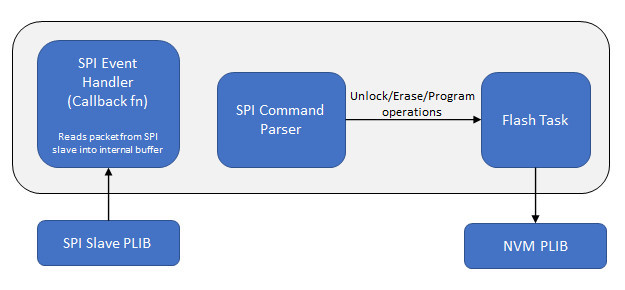 SPI Event
Handler
(Callback fn)
Reads packet from SPI
slave into internal buffer
SPI Command
Parser
Unlock/Erase/Program
operations
Flash Task
SPI Slave PLIB
NVM PLIB